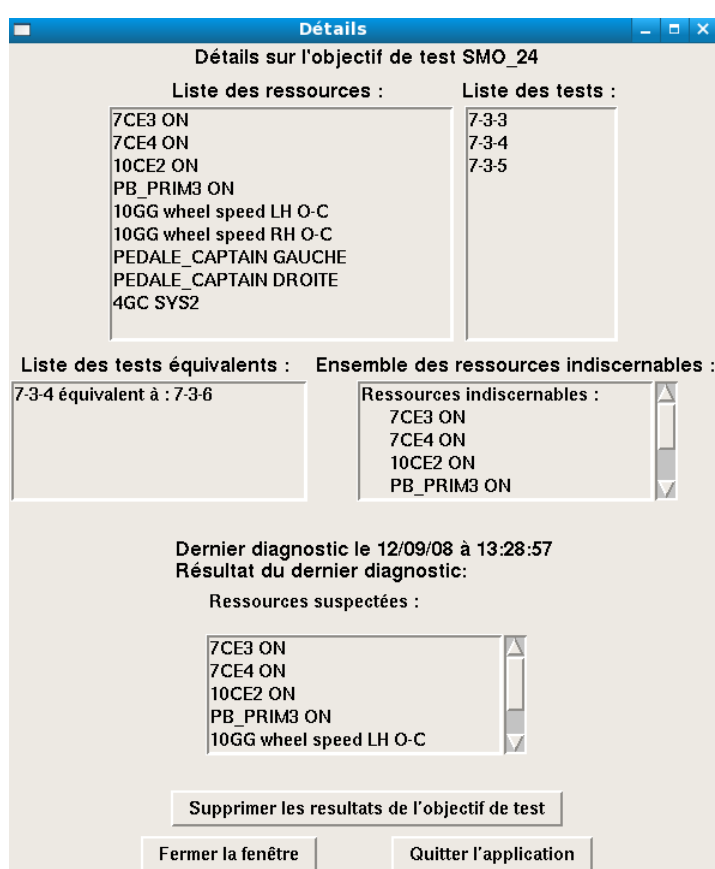 Détails
Détails sur l'objectif de test SMO_24
Liste des ressources :
7CE3 ON
7CE4 ON
10CE2 ON
PB_PRIM3 ON
10GG wheel speed LH O-C
10GG wheel speed RH O-C
PEDALE_CAPTAIN GAUCHE
PEDALE_CAPTAIN DROITE
4GC SYS2
Liste des tests :
7-3-3
7-3-4
7-3-5
Liste des tests équivalents :
7-3-4 équivalent à : 7-3-6
Ensemble des ressources indiscernables :
Ressources indiscernables :
7CE3 ON
7CE4 ON
10CE2 ON
PB_PRIM3 ON
Dernier diagnostic le 12/09/08 à 13:28:57
Résultat du dernier diagnostic:
Ressources suspectées :
7CE3 ON
7CE4 ON
10CE2 ON
PB_PRIM3 ON
10GG wheel speed LH O-C
Supprimer les resultats de l'objectif de test
Fermer la fenêtre
Quitter l'application